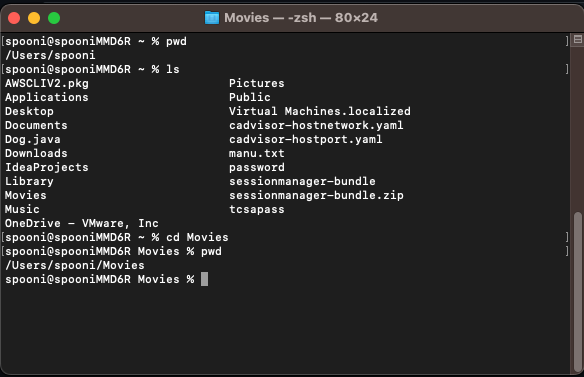 Movies — -zsh — 80×24
[spooni@spooniMMD6R ~ % pwd ]
/Users/spooni
[spooni@spooniMMD6R ~ % ls ]
AWSCLIV2.pkg Pictures
Applications Public
Desktop Virtual Machines.localized
Documents cadvisor-hostnetwork.yaml
Dog.java cadvisor-hostport.yaml
Downloads manu.txt
IdeaProjects password
Library sessionmanager-bundle
Movies sessionmanager-bundle.zip
Music tcsapass
OneDrive - VMware, Inc
[spooni@spooniMMD6R ~ % cd Movies ]
[spooni@spooniMMD6R Movies % pwd ]
/Users/spooni/Movies
spooni@spooniMMD6R Movies %